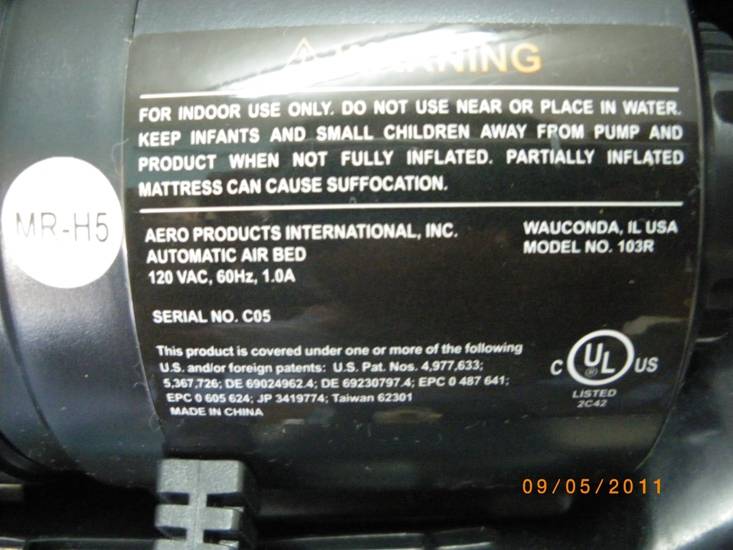 WARNING
FOR INDOOR USE ONLY. DO NOT USE NEAR OR PLACE IN WATER.
KEEP INFANTS AND SMALL CHILDREN AWAY FROM PUMP AND
PRODUCT WHEN NOT FULLY INFLATED. PARTIALLY INFLATED
MATTRESS CAN CAUSE SUFFOCATION.
MR-H5
AERO PRODUCTS INTERNATIONAL, INC. WAUCONDA, IL USA
AUTOMATIC AIR BED MODEL NO. 103R
120 VAC, 60Hz, 1.0A
SERIAL NO. C05
This product is covered under one or more of the following
U.S. and/or foreign patents: U.S. Pat. Nos. 4,977,633;
5,367,726; DE 69024962.4; DE 69230797.4; EPC 0 487 641;
EPC 0 605 624; JP 3419774; Taiwan 62301
MADE IN CHINA
C UL ® US
LISTED
2C42
09/05/2011